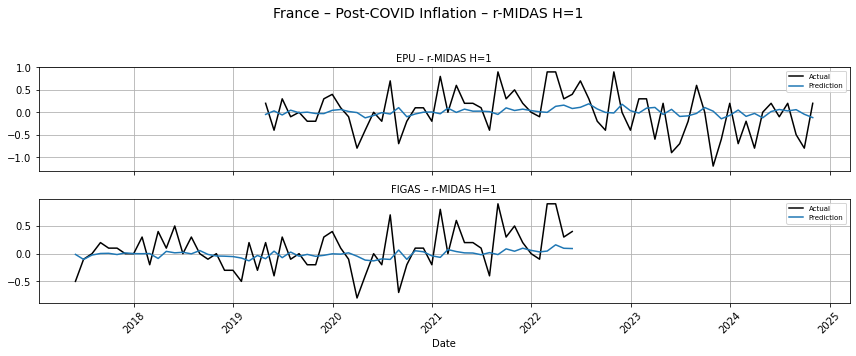 France – Post-COVID Inflation – r-MIDAS H=1
EPU – r-MIDAS H=1
1.0
0.5
0.0
−0.5
−1.0
Actual
Prediction
FIGAS – r-MIDAS H=1
0.5
0.0
−0.5
Actual
Prediction
2018
2019
2020
2021
2022
2023
2024
2025
Date